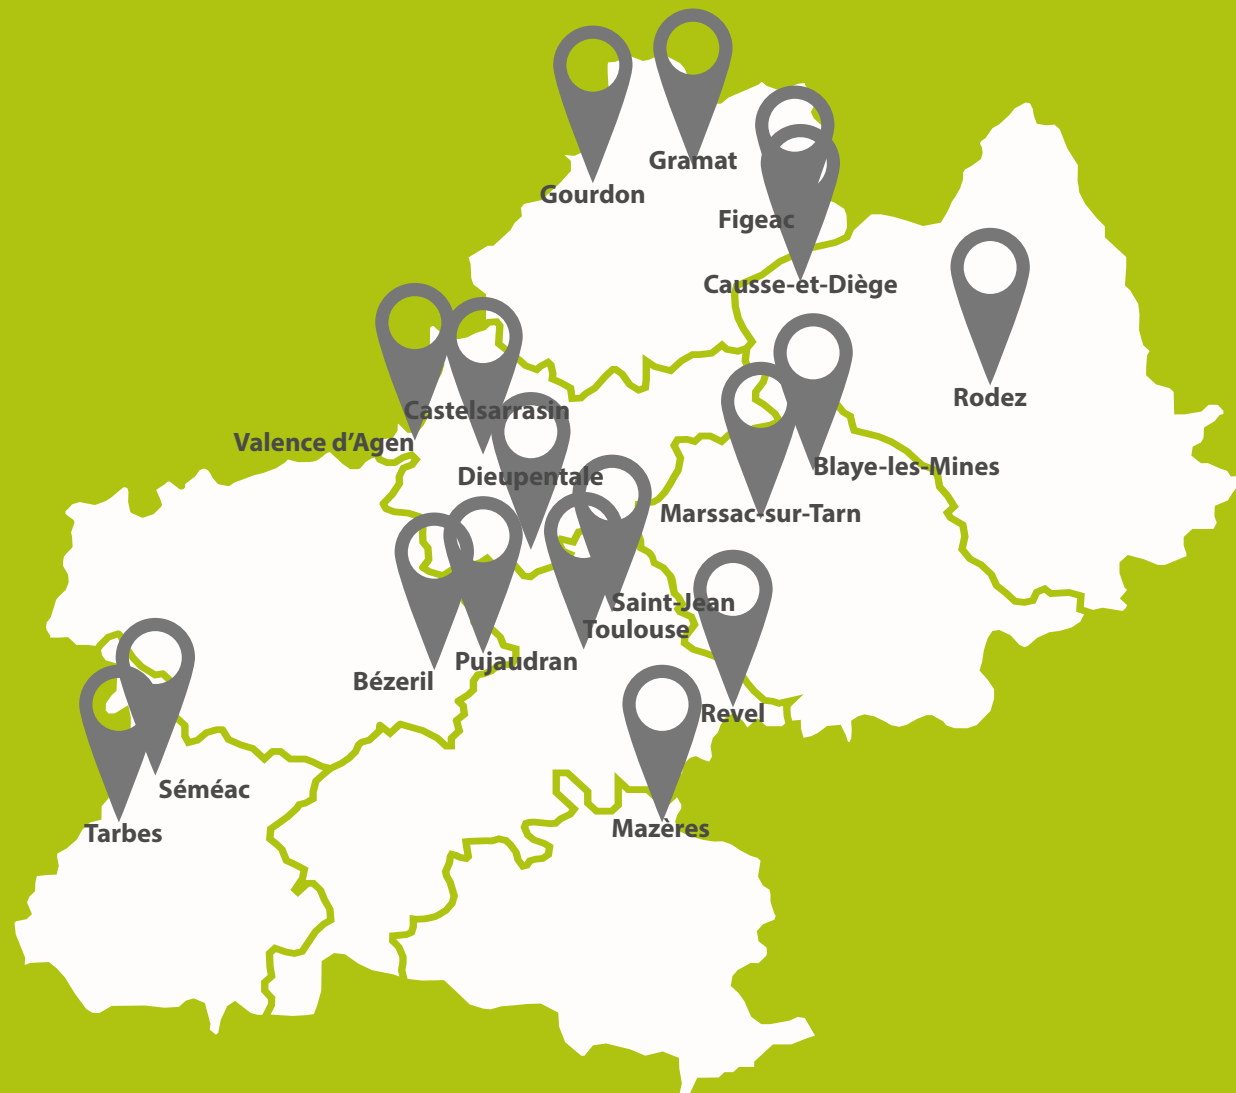 Gramat
Gourdon
Figeac
Causse-et-Diège
Rodez
Castelsarrasin
Valence d’Agen
Blaye-les-Mines
Dieupentale
Marssac-sur-Tarn
Saint-Jean
Toulouse
Pujaudran
Bézeril
Revel
Séméac
Mazères
Tarbes